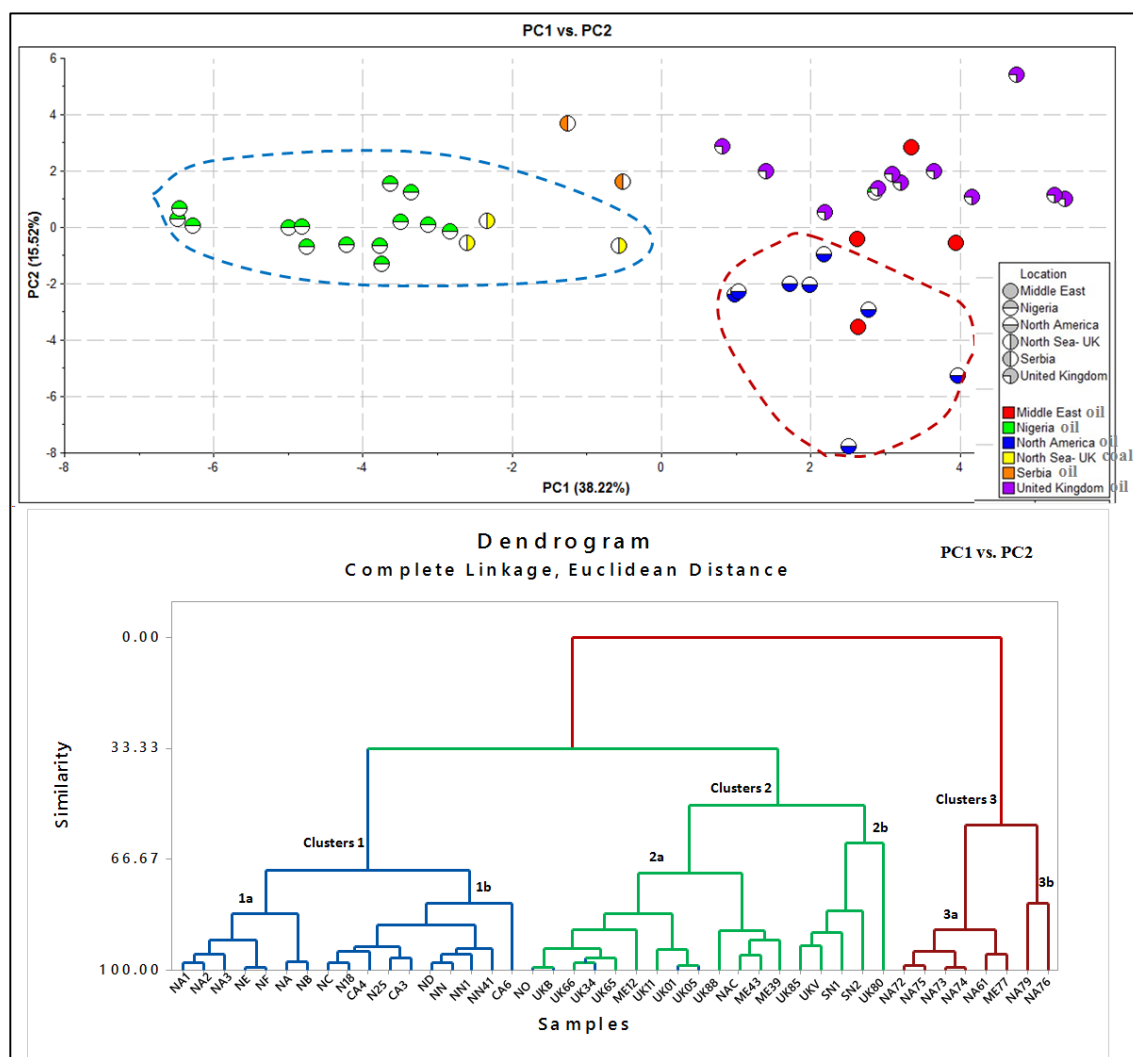 PC1 vs. PC2
6
4
2
0
-2
-4
-6
-8
PC2 (15.52%)
-8
-6
-4
-2
0
2
4
PC1 (38.22%)
Location
Middle East
Nigeria
North America
North Sea- UK
Serbia
United Kingdom
Middle East oil
Nigeria oil
North America oil
North Sea- UK coal
Serbia oil
United Kingdom oil
Dendrogram
PC1 vs. PC2
Complete Linkage, Euclidean Distance
0.00
33.33
66.67
100.00
Similarity
Clusters 1
Clusters 2
Clusters 3
1a
1b
2a
2b
3a
3b
NA1 NA2 NA3 NE NF NA NB NC N18 CA4 N25 CA3 ND NN NN1 NN41 CA6 NO UKB UK66 UK34 UK65 ME12 UK11 UK01 UK05 UK88 NAC ME43 ME39 UK85 UKV SN1 SN2 UK80 NA72 NA75 NA73 NA74 NA61 ME77 NA79 NA76
Samples